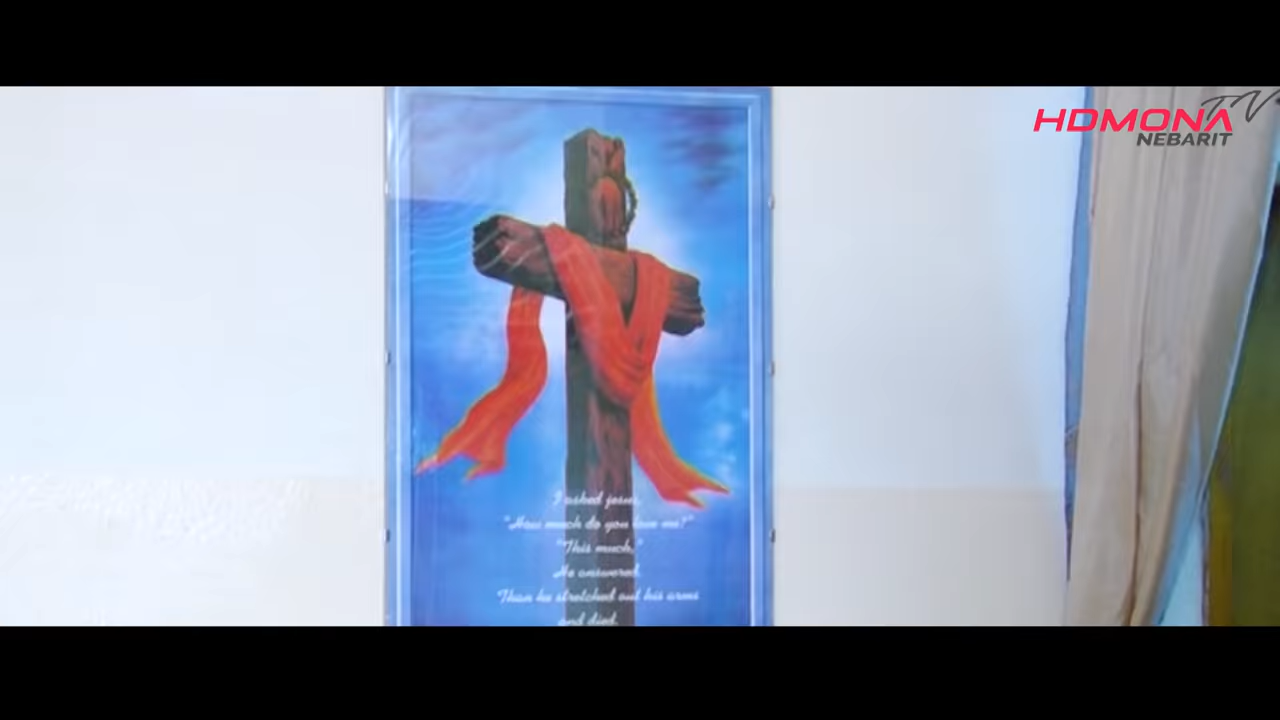 HDMONA TV
NEBARIT
I asked jesus,
"How much do you love me?"
"This much,"
He answered.
Than he stretched out his arms
and died.